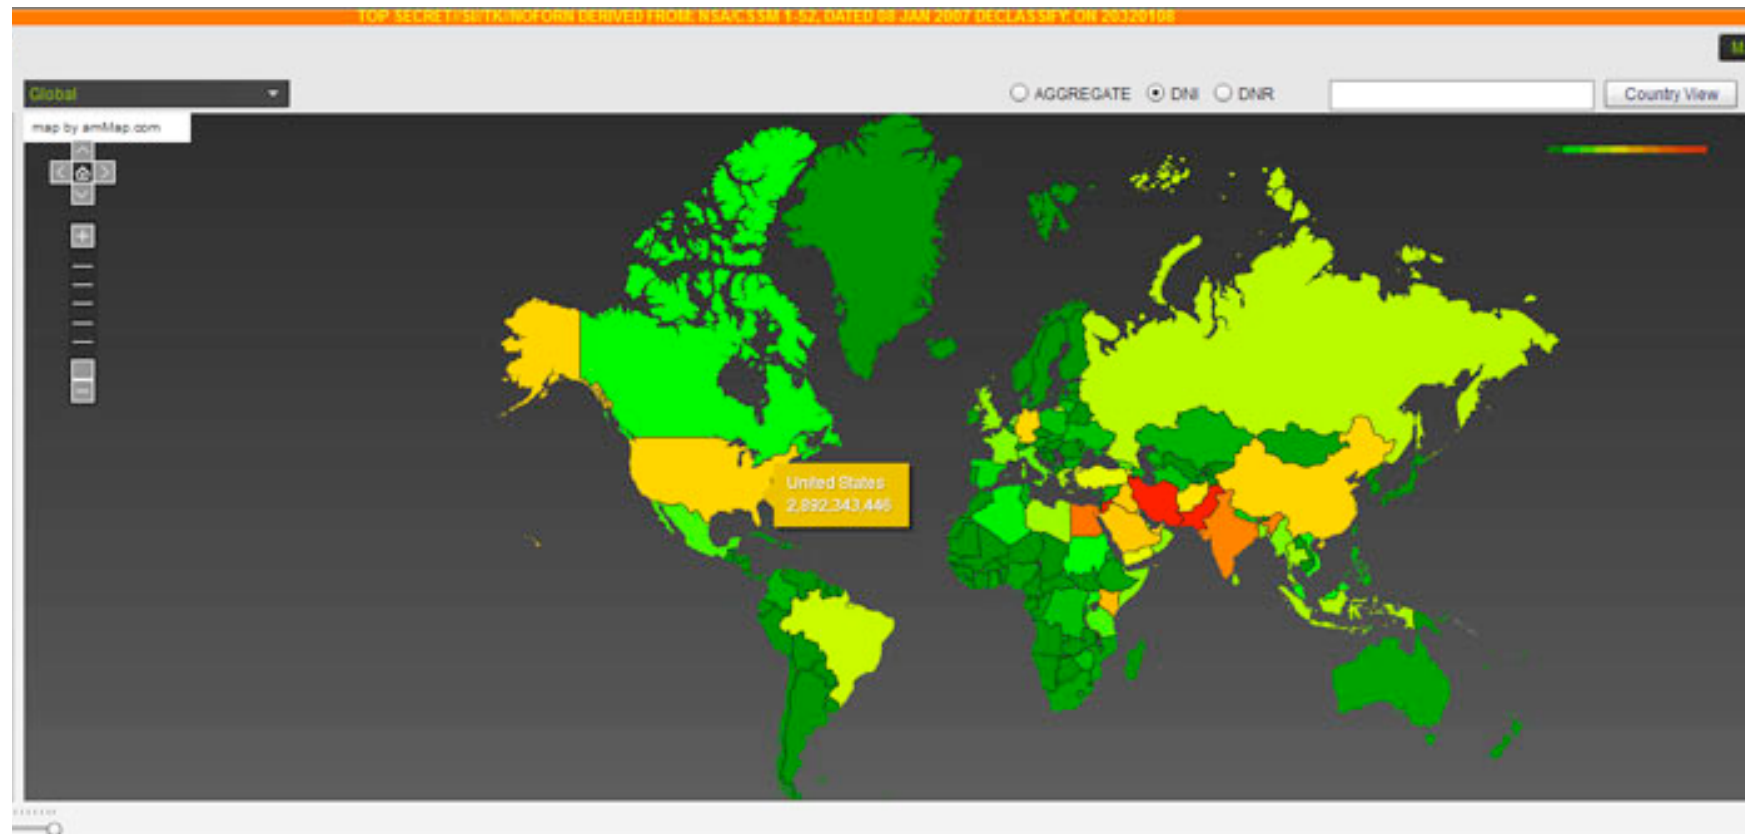 TOP SECRET//SI//TK//NOFORN DERIVED FROM: NSA/CSSM 1-52, DATED 08 JAN 2007 DECLASSIFY: ON 20320108
Global
AGGREGATE DNI DNR
Country View
map by amMap.com
United States
2,892,343,446